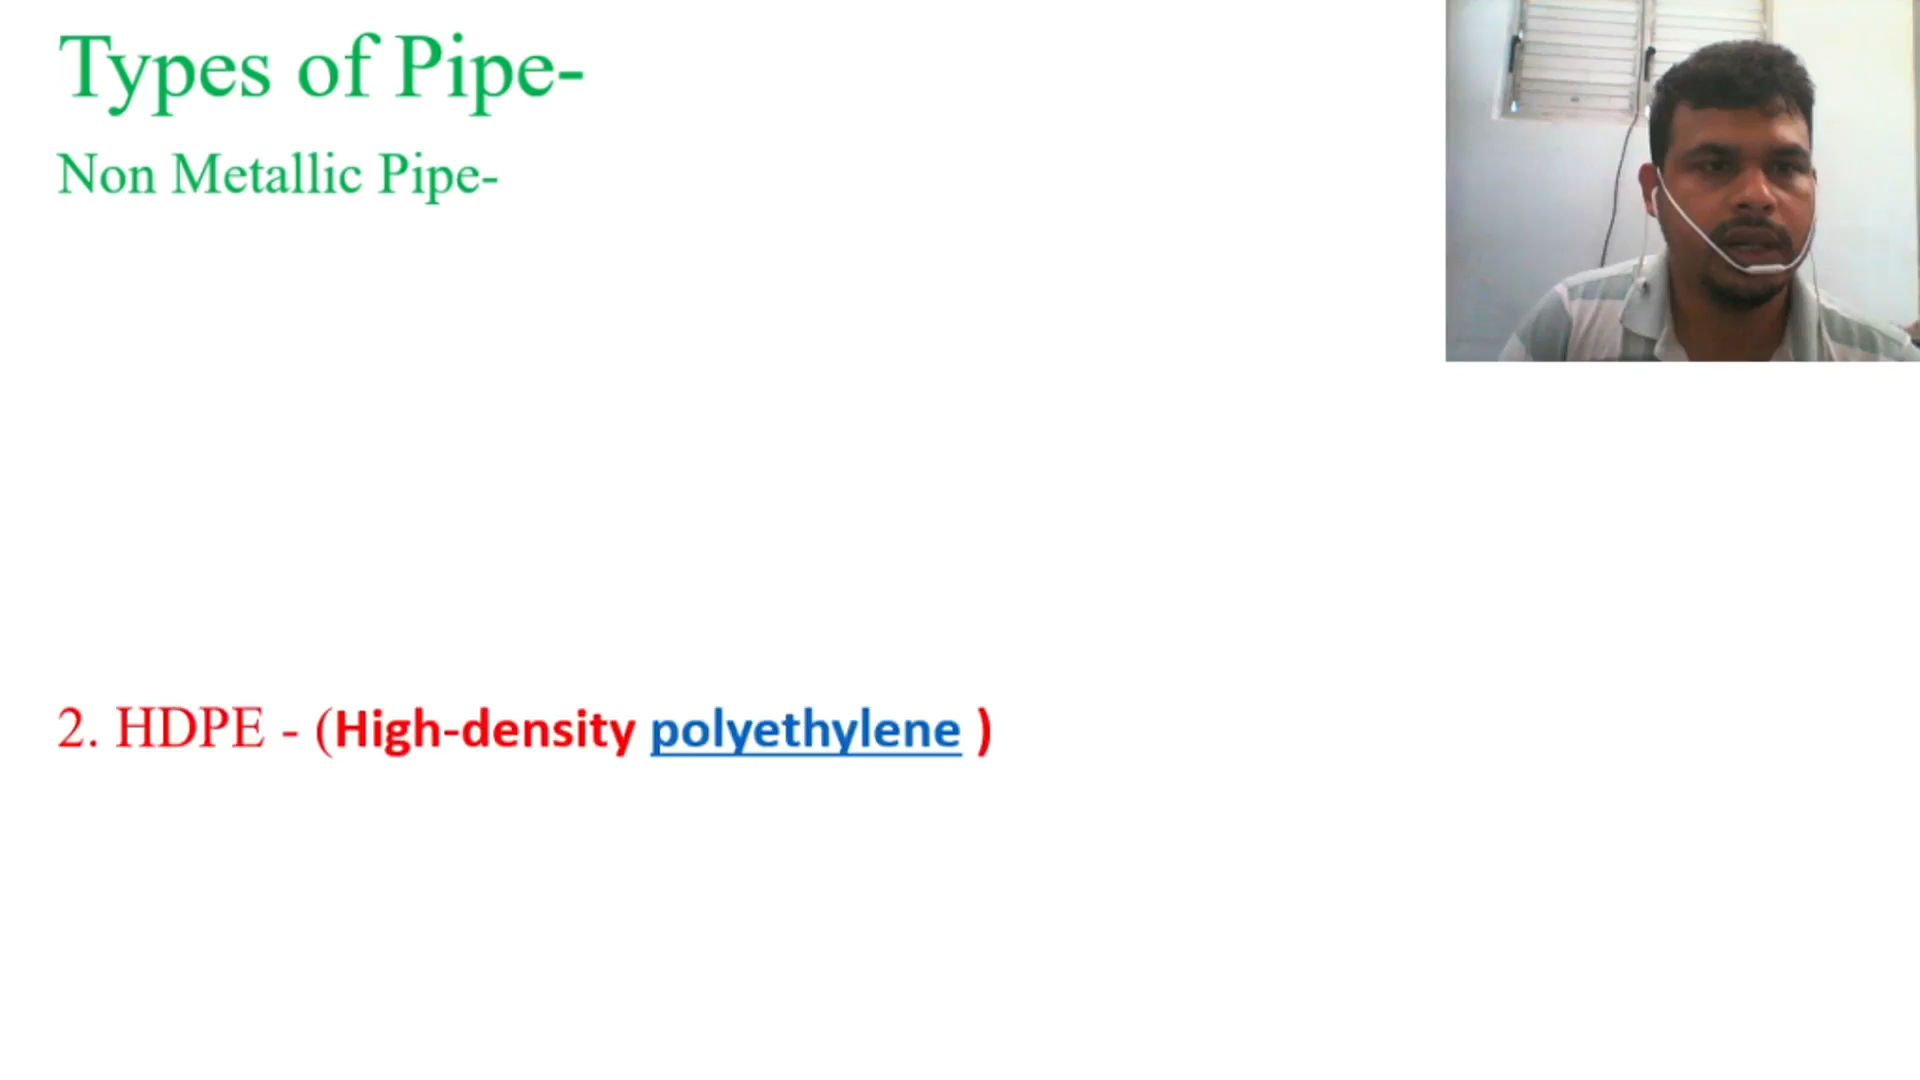 Types of Pipe-
Non Metallic Pipe-
2. HDPE - (High-density polyethylene )